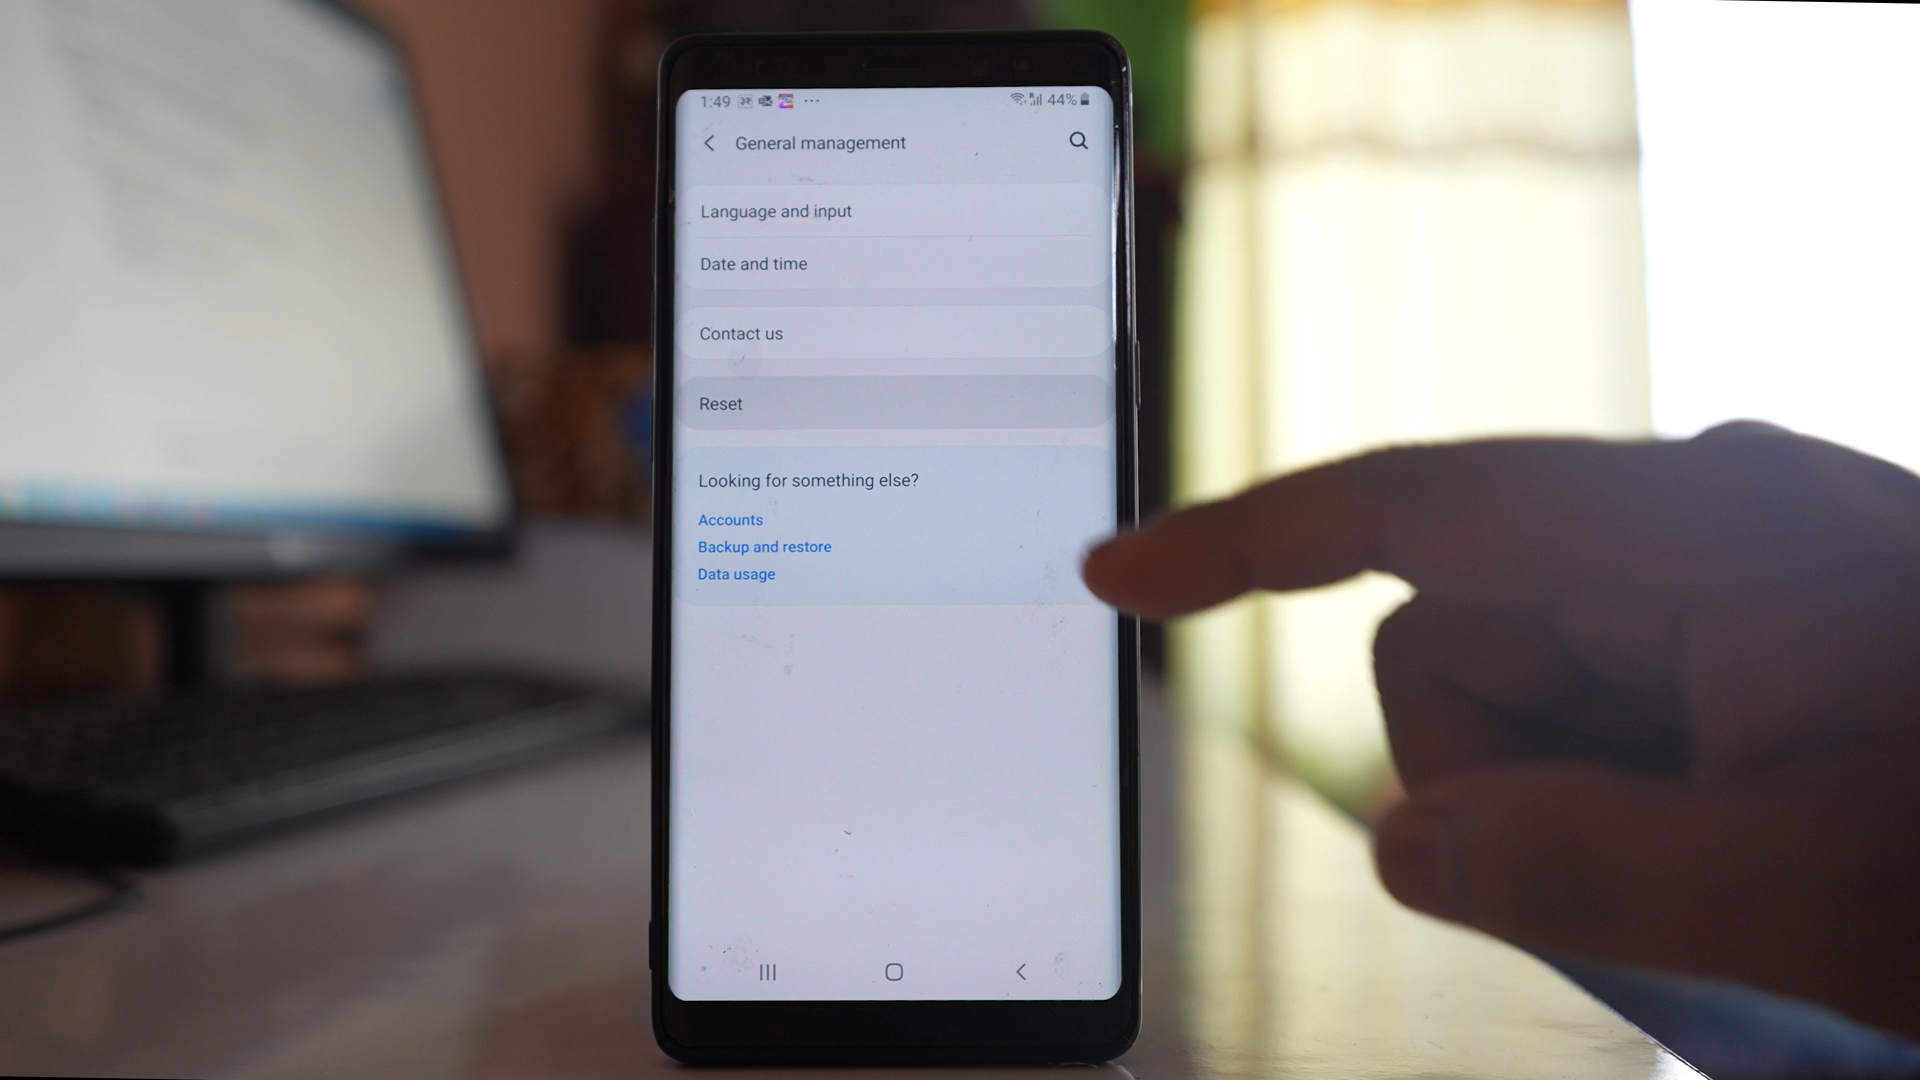 1:49 ... 44%
General management
Language and input
Date and time
Contact us
Reset
Looking for something else?
Accounts
Backup and restore
Data usage